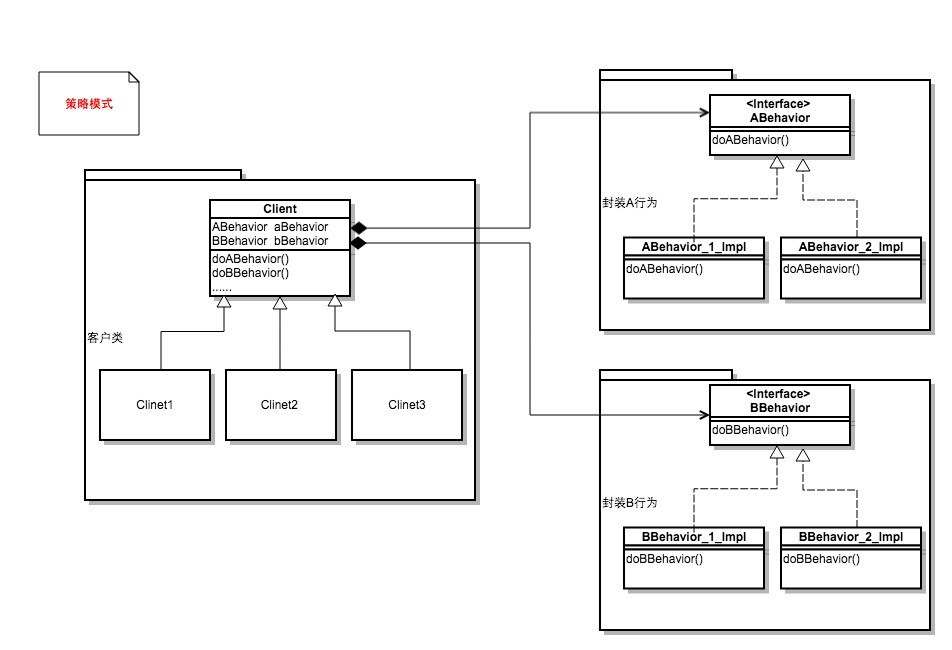 策略模式
Client
ABehavior aBehavior
BBehavior bBehavior
doABehavior()
doBBehavior()
......
客户类
Clinet1
Clinet2
Clinet3
<Interface>
ABehavior
doABehavior()
封装A行为
ABehavior_1_Impl
doABehavior()
ABehavior_2_Impl
doABehavior()
<Interface>
BBehavior
doBBehavior()
封装B行为
BBehavior_1_Impl
doBBehavior()
BBehavior_2_Impl
doBBehavior()